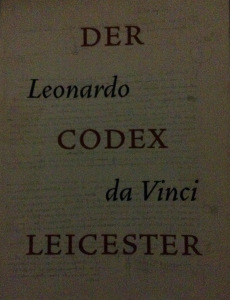 DER
Leonardo
CODEX
da Vinci
LEICESTER